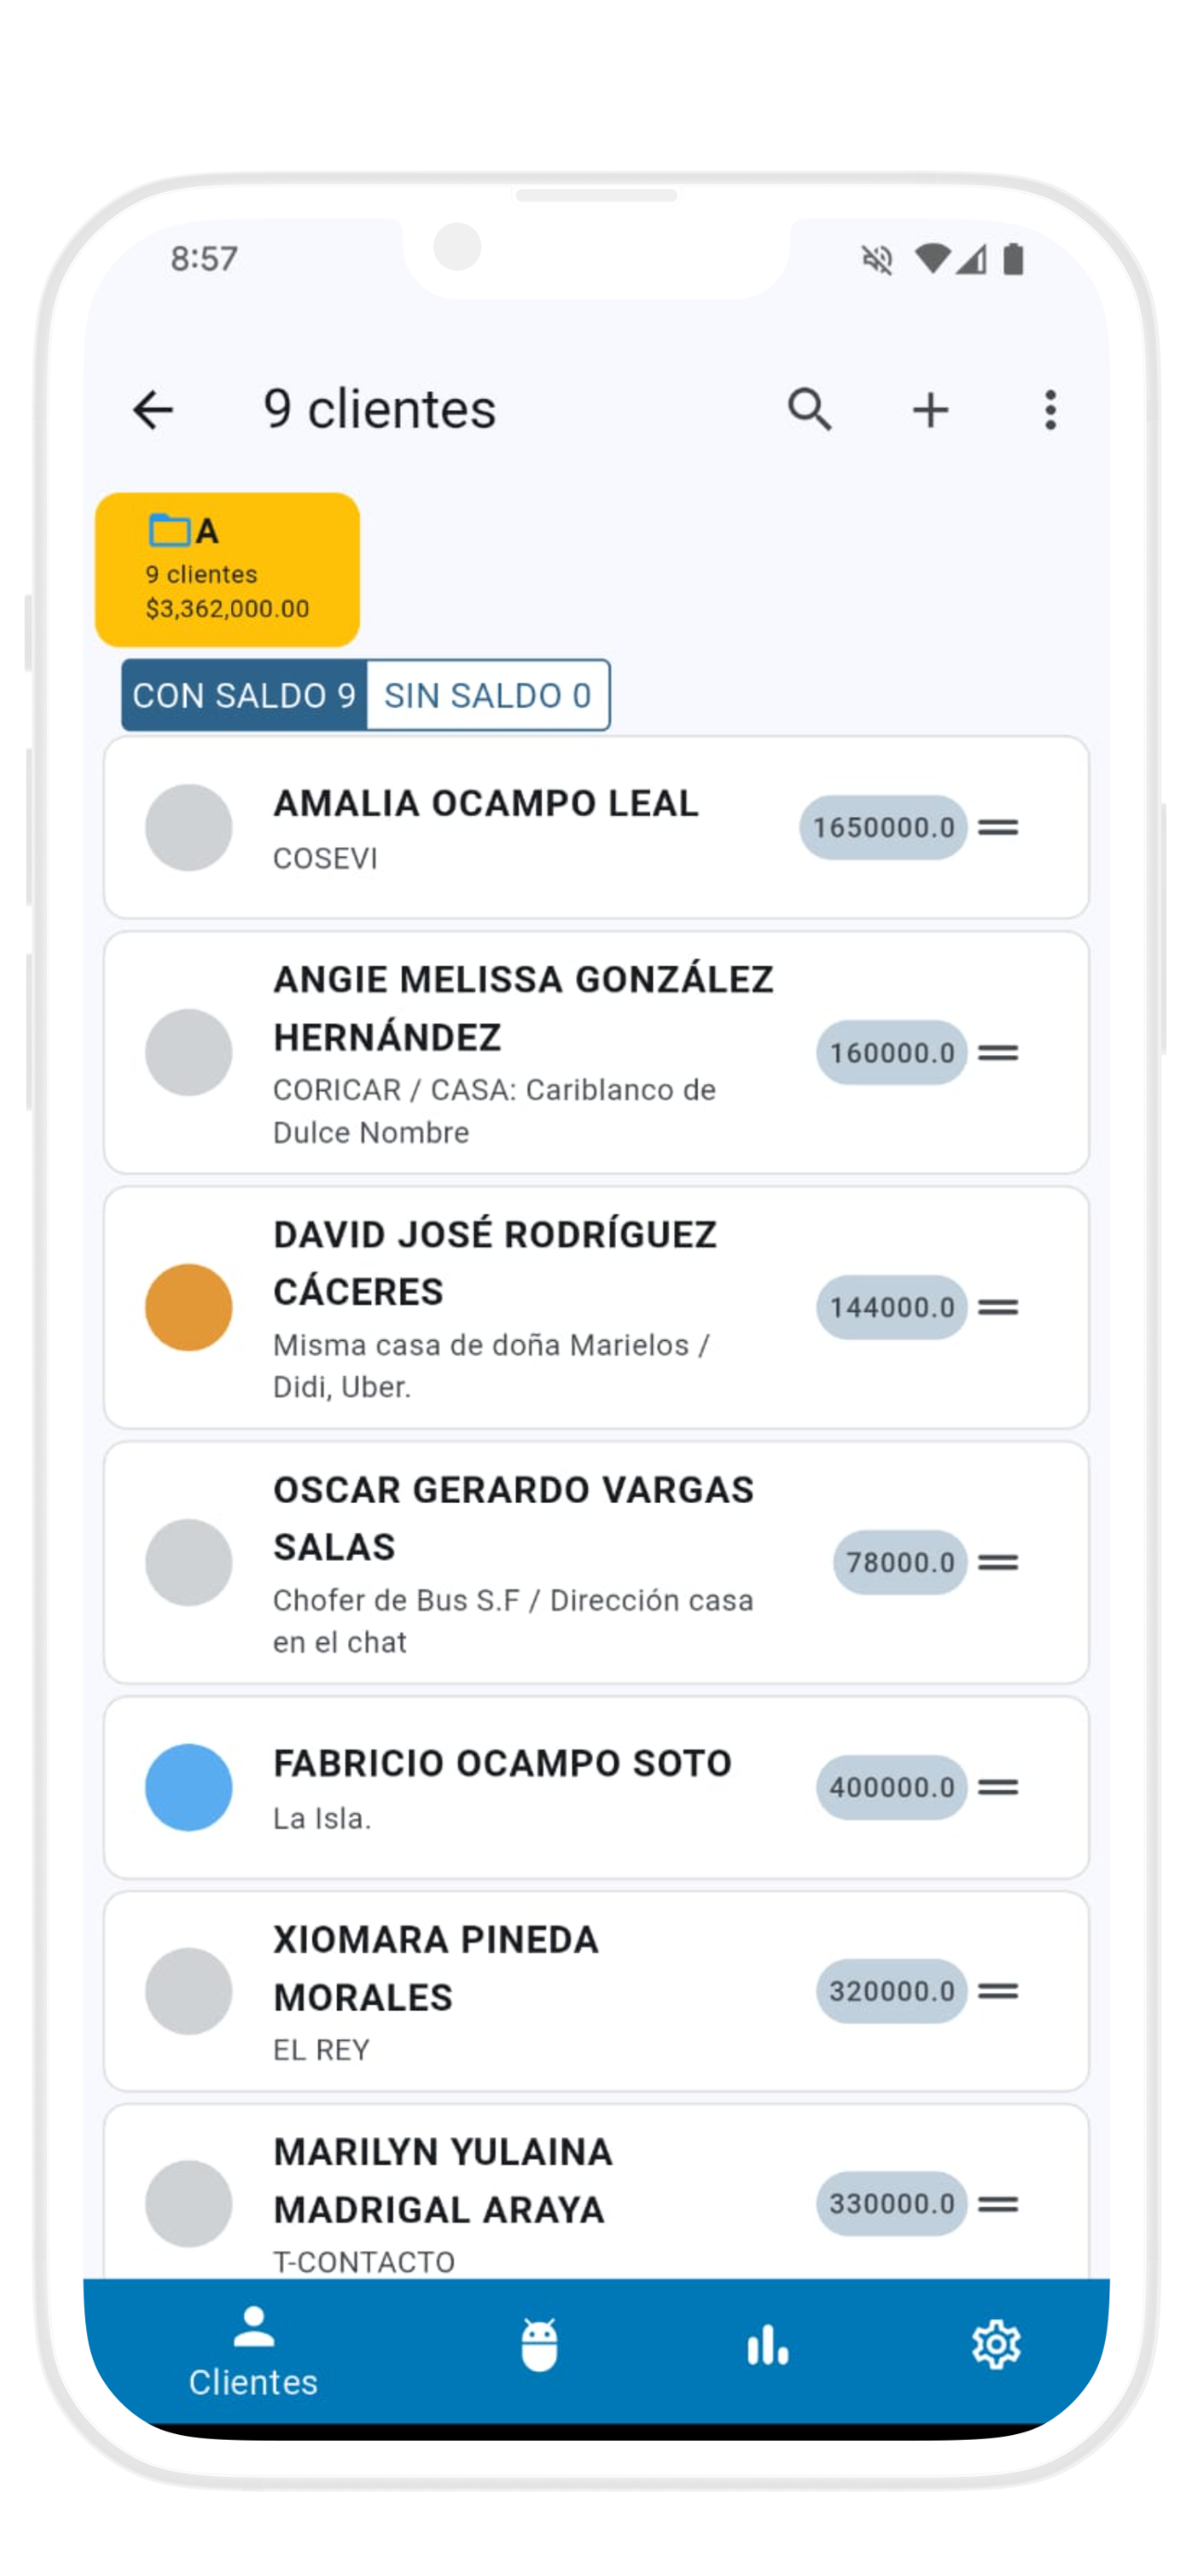 8:57
9 clientes
A
9 clientes
$3,362,000.00
CON SALDO 9 SIN SALDO 0
AMALIA OCAMPO LEAL
COSEVI
1650000.0
ANGIE MELISSA GONZÁLEZ
HERNÁNDEZ
CORICAR / CASA: Cariblanco de
Dulce Nombre
160000.0
DAVID JOSÉ RODRÍGUEZ
CÁCERES
Misma casa de doña Marielos /
Didi, Uber.
144000.0
OSCAR GERARDO VARGAS
SALAS
Chofer de Bus S.F / Dirección casa
en el chat
78000.0
FABRICIO OCAMPO SOTO
La Isla.
400000.0
XIOMARA PINEDA
MORALES
EL REY
320000.0
MARILYN YULAINA
MADRIGAL ARAYA
T-CONTACTO
330000.0
Clientes